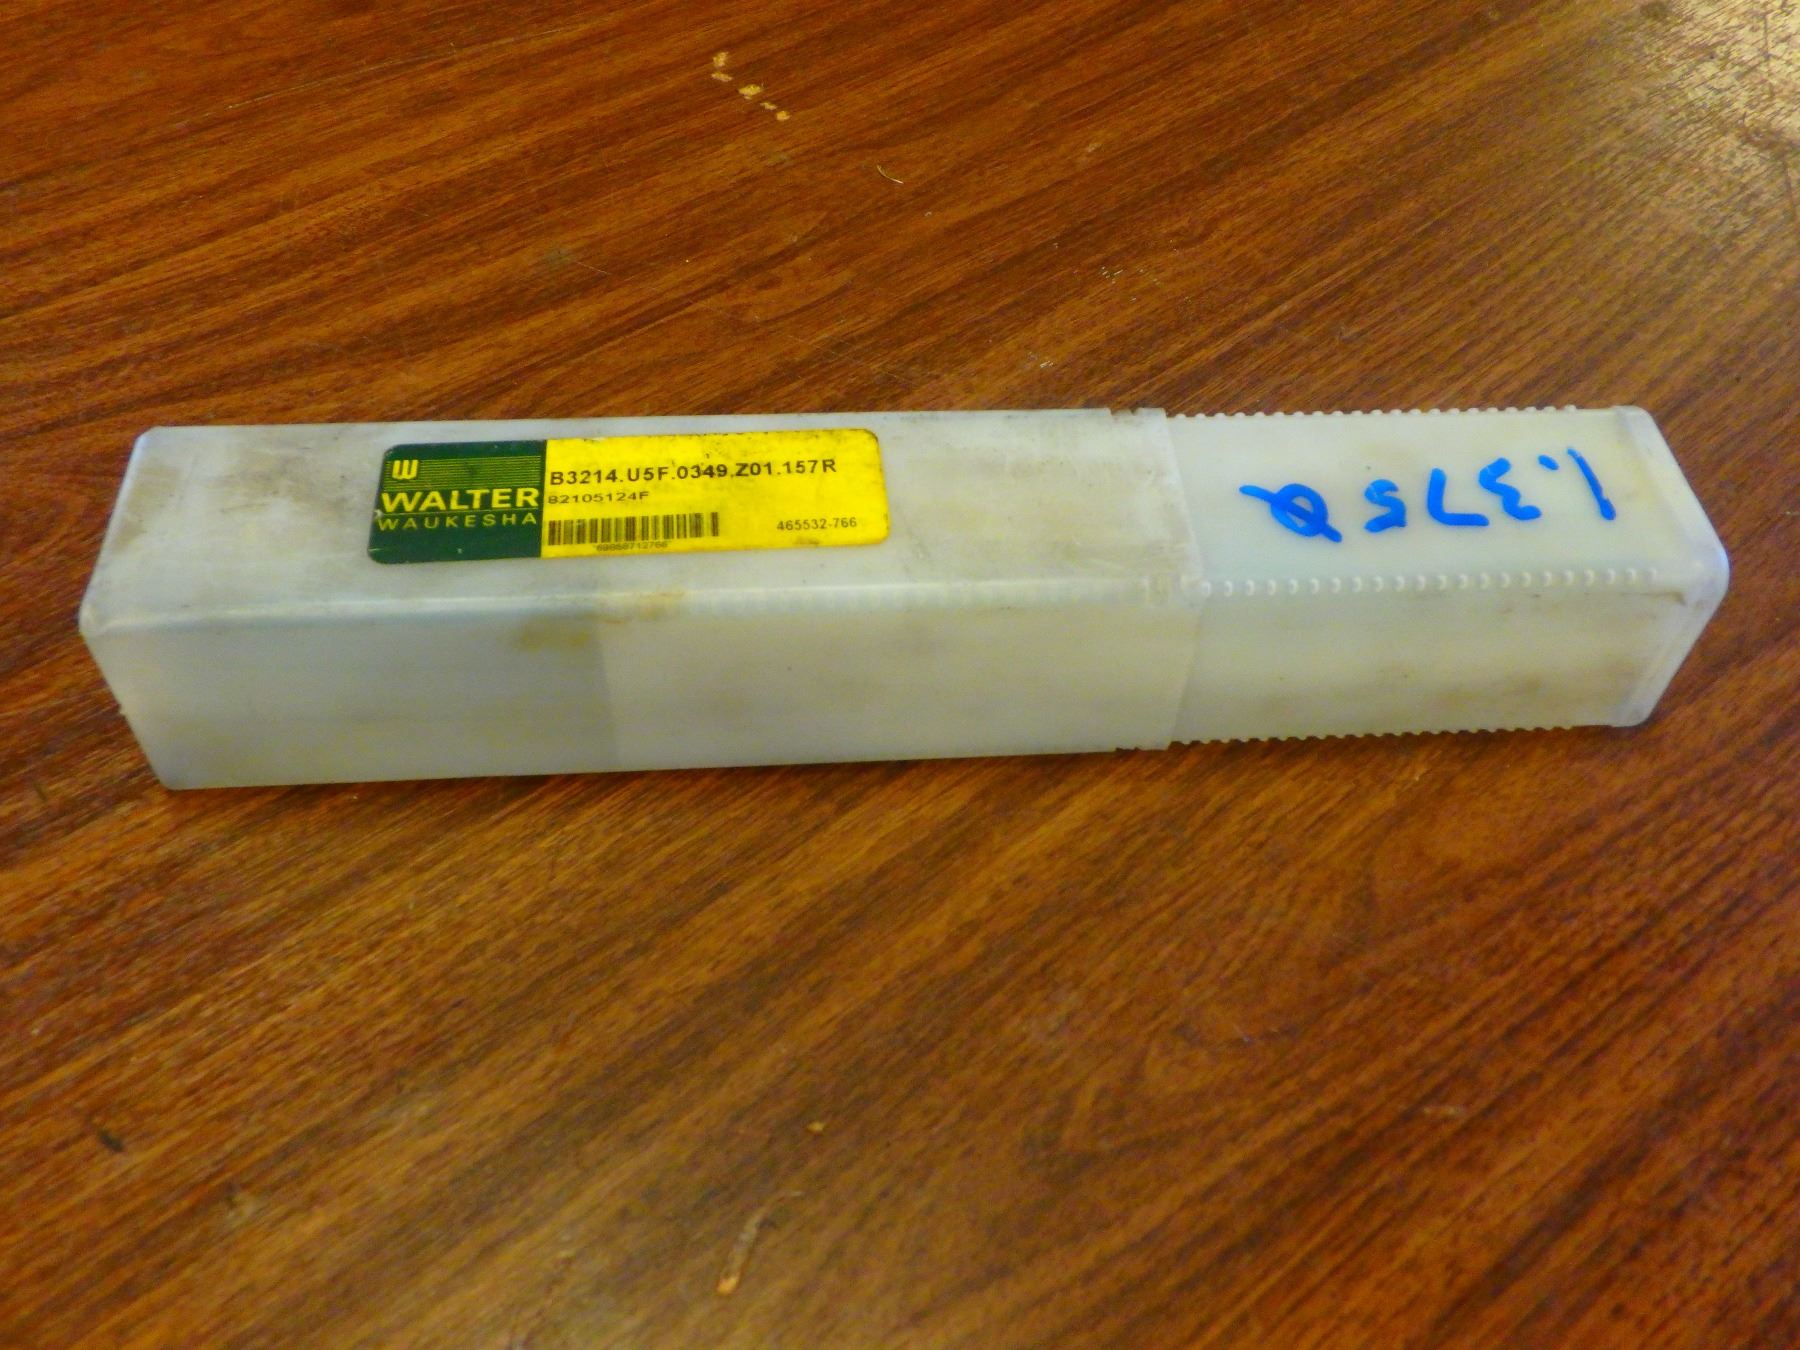 WALTER
WAUKESHA
B3214.U5F.0349.Z01.157R
82105124F
465532-766
1.375 Ø